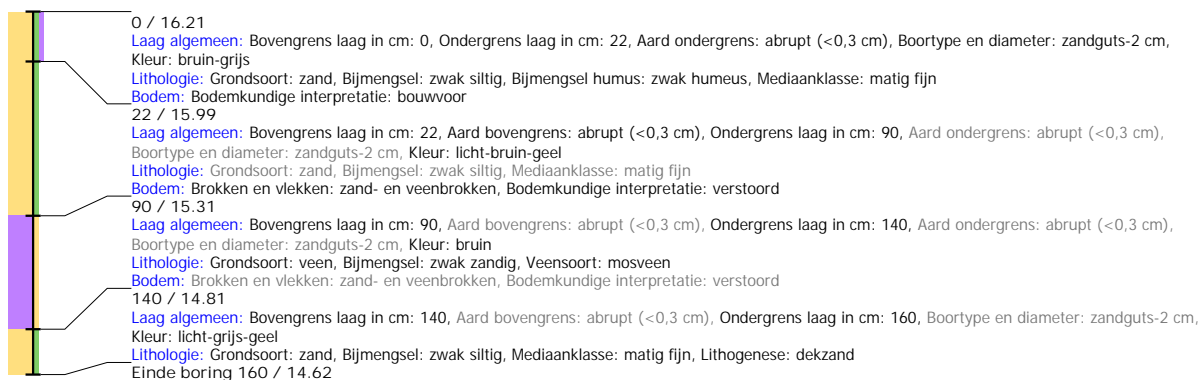 0 / 16.21
Laag algemeen: Bovengrens laag in cm: 0, Ondergrens laag in cm: 22, Aard ondergrens: abrupt (<0,3 cm), Boortype en diameter: zandguts-2 cm,
Kleur: bruin-grijs
Lithologie: Grondsoort: zand, Bijmengsel: zwak siltig, Bijmengsel humus: zwak humeus, Mediaanklasse: matig fijn
Bodem: Bodemkundige interpretatie: bouwvoor
22 / 15.99
Laag algemeen: Bovengrens laag in cm: 22, Aard bovengrens: abrupt (<0,3 cm), Ondergrens laag in cm: 90, Aard ondergrens: abrupt (<0,3 cm),
Boortype en diameter: zandguts-2 cm, Kleur: licht-bruin-geel
Lithologie: Grondsoort: zand, Bijmengsel: zwak siltig, Mediaanklasse: matig fijn
Bodem: Brokken en vlekken: zand- en veenbrokken, Bodemkundige interpretatie: verstoord
90 / 15.31
Laag algemeen: Bovengrens laag in cm: 90, Aard bovengrens: abrupt (<0,3 cm), Ondergrens laag in cm: 140, Aard ondergrens: abrupt (<0,3 cm),
Boortype en diameter: zandguts-2 cm, Kleur: bruin
Lithologie: Grondsoort: veen, Bijmengsel: zwak zandig, Veensoort: mosveen
Bodem: Brokken en vlekken: zand- en veenbrokken, Bodemkundige interpretatie: verstoord
140 / 14.81
Laag algemeen: Bovengrens laag in cm: 140, Aard bovengrens: abrupt (<0,3 cm), Ondergrens laag in cm: 160, Boortype en diameter: zandguts-2 cm,
Kleur: licht-grijs-geel
Lithologie: Grondsoort: zand, Bijmengsel: zwak siltig, Mediaanklasse: matig fijn, Lithogenese: dekzand
Einde boring 160 / 14.62